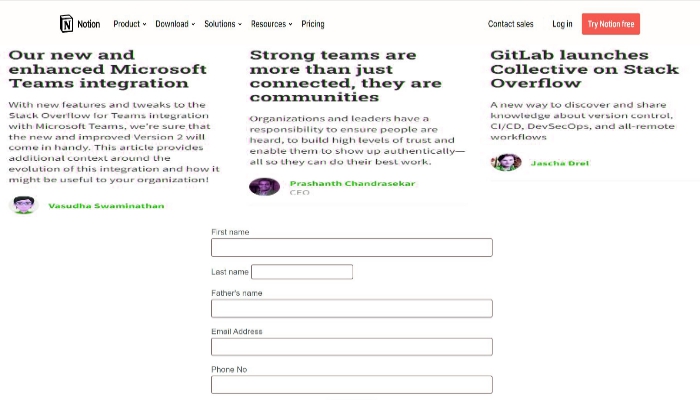 Notion Product Download Solutions Resources Pricing Contact sales Log in Try Notion free
Our new and
enhanced Microsoft
Teams integration
With new features and tweaks to the
Stack Overflow for Teams integration
with Microsoft Teams, we're sure that
the new and improved Version 2 will
come in handy. This article provides
additional context around the
evolution of this integration and how it
might be useful to your organization!
Vasudha Swaminathan
Strong teams are
more than just
connected, they are
communities
Organizations and leaders have a
responsibility to ensure people are
heard, to build high levels of trust and
enable them to show up authentically—
all so they can do their best work.
Prashanth Chandrasekar
CEO
GitLab launches
Collective on Stack
Overflow
A new way to discover and share
knowledge about version control,
CI/CD, DevSecOps, and all-remote
workflows
Jascha Drel
First name
Last name
Father's name
Email Address
Phone No